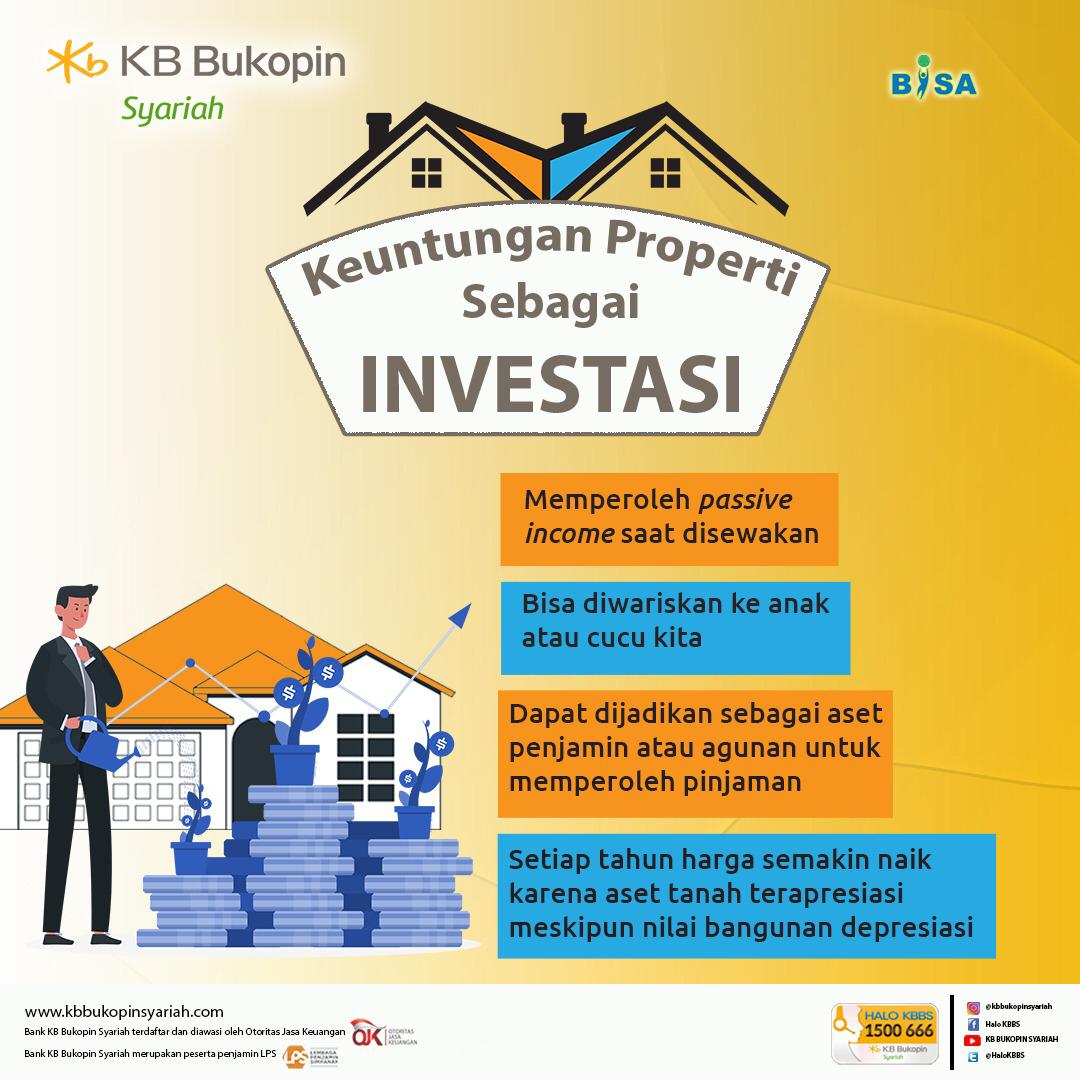 KB Bukopin
Syariah
BISA
Keuntungan Properti
Sebagai
INVESTASI
Memperoleh passive
income saat disewakan
Bisa diwariskan ke anak
atau cucu kita
Dapat dijadikan sebagai aset
penjamin atau agunan untuk
memperoleh pinjaman
Setiap tahun harga semakin naik
karena aset tanah terapresiasi
meskipun nilai bangunan depresiasi
www.kbbukopinsyariah.com
Bank KB Bukopin Syariah terdaftar dan diawasi oleh Otoritas Jasa Keuangan
OJK
OTORITAS
JASA
KEUANGAN
Bank KB Bukopin Syariah merupakan peserta penjamin LPS
LPS
LEMBAGA
PENJAMIN
SIMPANAN
HALO KBBS
1500 666
KB Bukopin
Syariah
@kbbukopinsyariah
Halo KBBS
KB BUKOPIN SYARIAH
@HaloKBBS